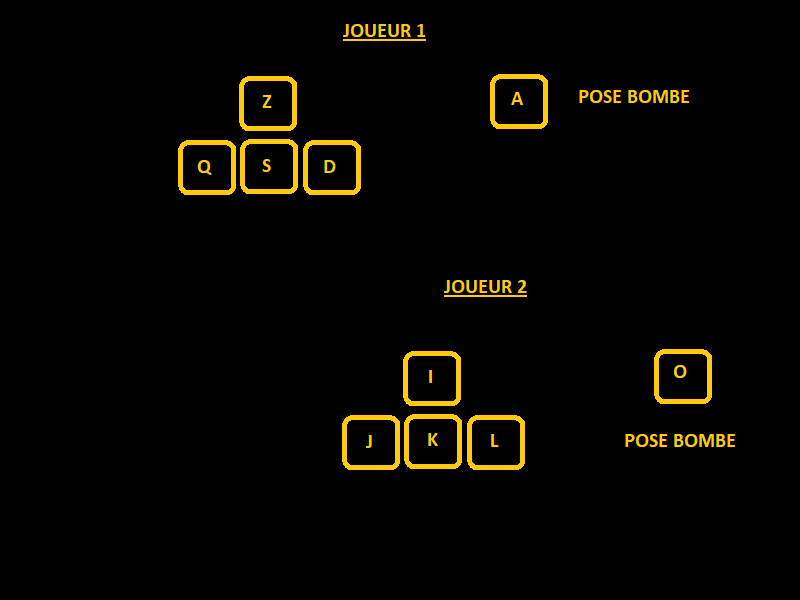 JOUEUR 1
Z
A
POSE BOMBE
Q S D
JOUEUR 2
I
O
J K L
POSE BOMBE